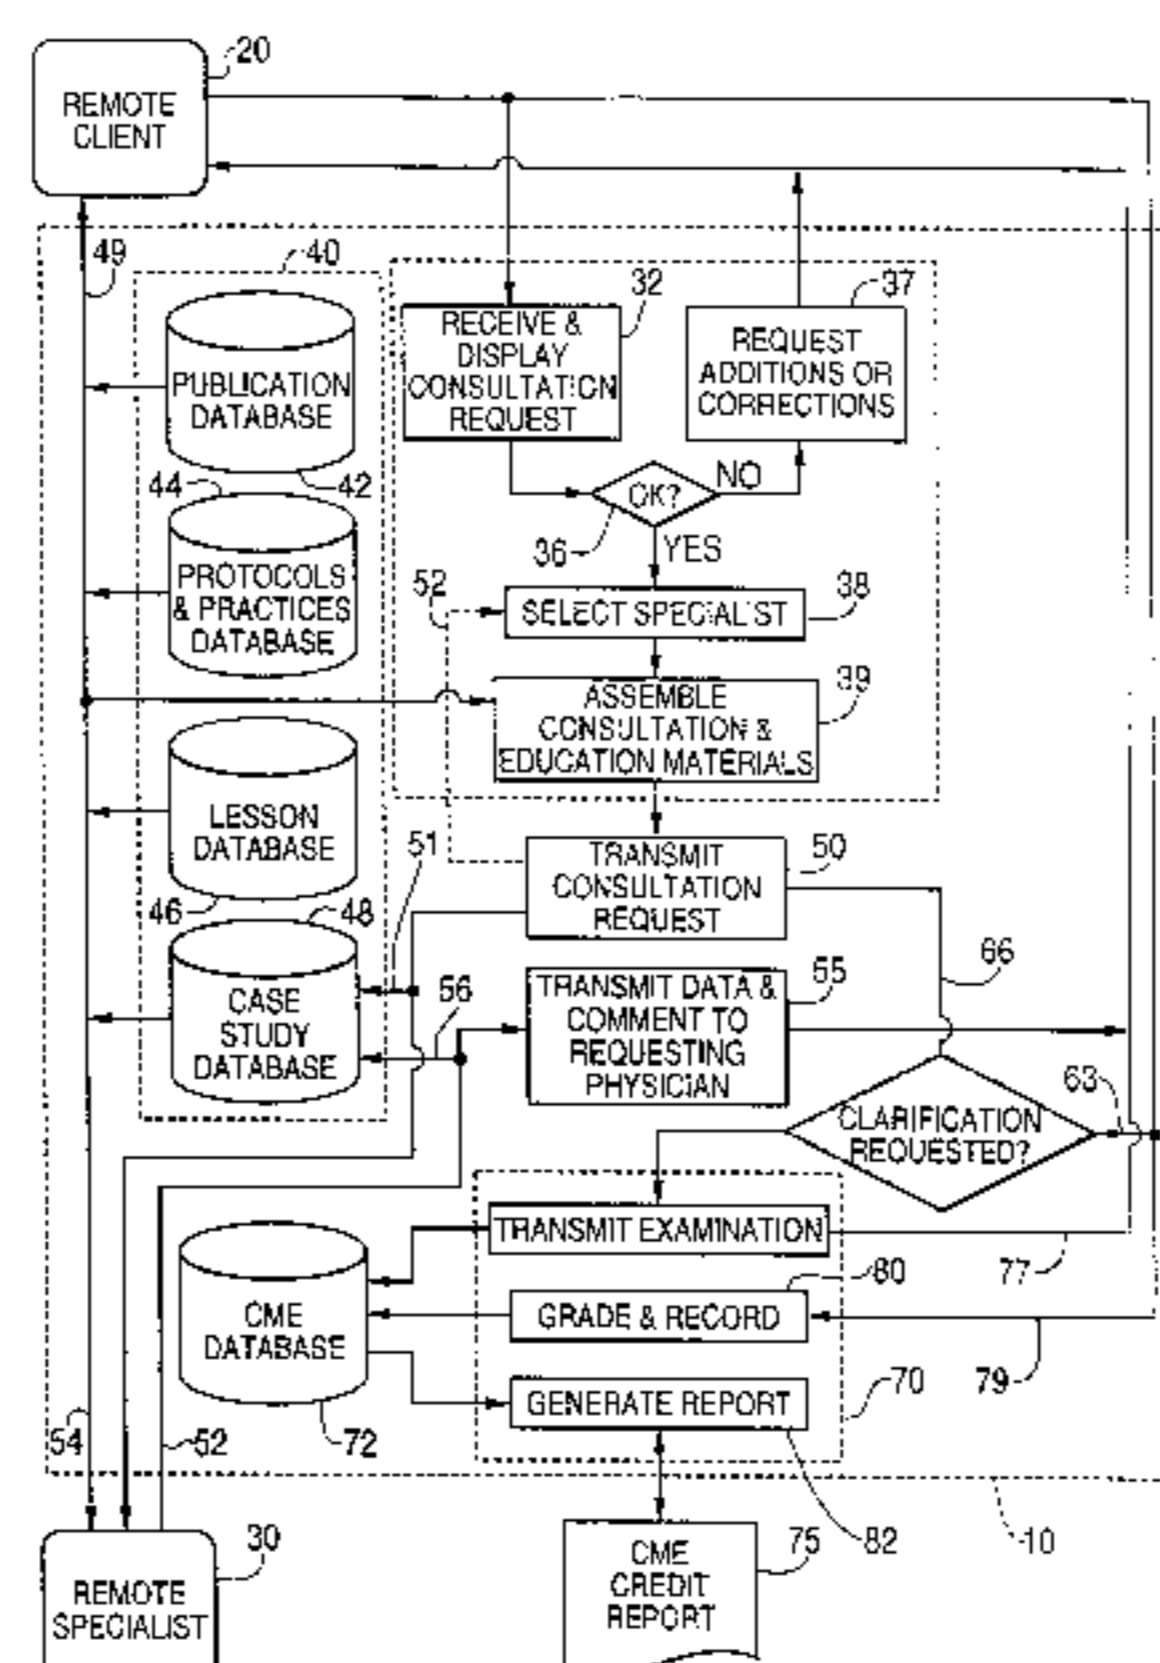 20
REMOTE
CLIENT
49
40
32
37
RECEIVE &
DISPLAY
CONSULTATION
REQUEST
REQUEST
ADDITIONS OR
CORRECTIONS
PUBLICATION
DATABASE
44
42
OK?
NO
36
YES
PROTOCOLS
& PRACTICES
DATABASE
52
SELECT SPECIALIST
38
ASSEMBLE
CONSULTATION &
EDUCATION MATERIALS
39
LESSON
DATABASE
51
TRANSMIT
CONSULTATION
REQUEST
50
46
48
66
CASE
STUDY
DATABASE
56
TRANSMIT DATA &
COMMENT TO
REQUESTING
PHYSICIAN
55
63
CLARIFICATION
REQUESTED?
TRANSMIT EXAMINATION
77
80
CME
DATABASE
GRADE & RECORD
79
70
GENERATE REPORT
54
52
72
30
REMOTE
SPECIALIST
CME
CREDIT
REPORT
75
82
10